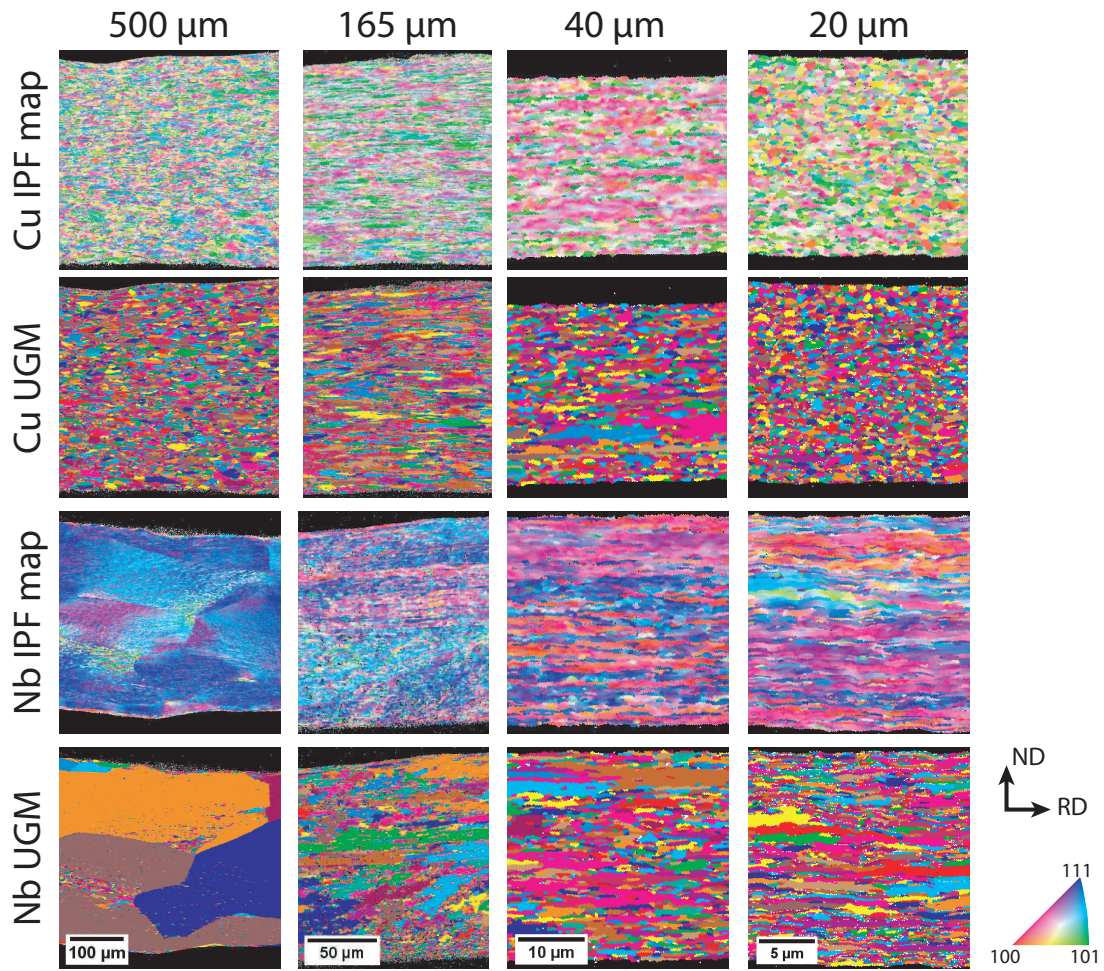 500 µm 165 µm 40 µm 20 µm
Cu IPF map
Cu UGM
Nb IPF map
Nb UGM
100 µm
50 µm
10 µm
5 µm
ND
RD
111
100 101